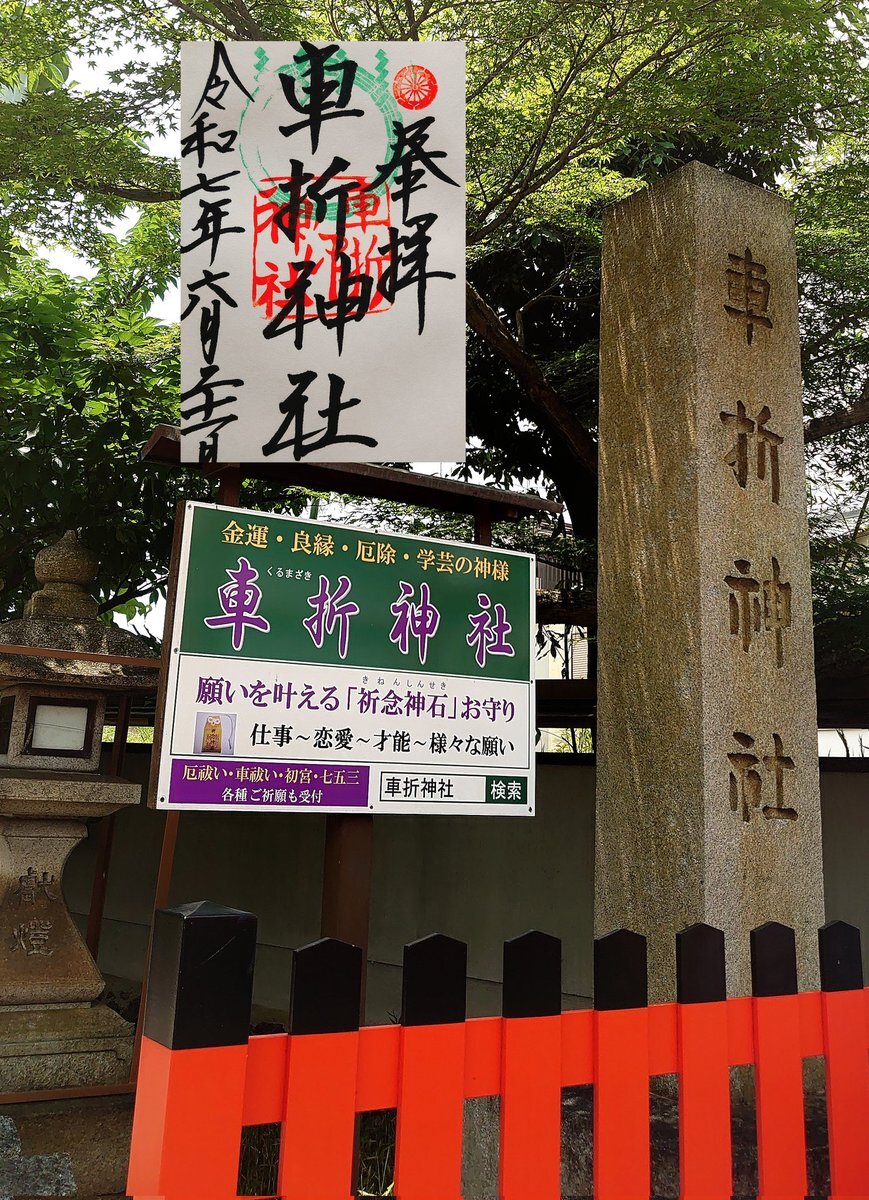 奉拝
車折神社
車折
神社
令和七年六月二十一日
車折神社
金運・良縁・厄除・学芸の神様
くるまざき
車折神社
きねんしんせき
願いを叶える「祈念神石」お守り
仕事～恋愛～才能～様々な願い
厄祓い・車祓い・初宮・七五三
各種ご祈願も受付
車折神社 検索
獻燈